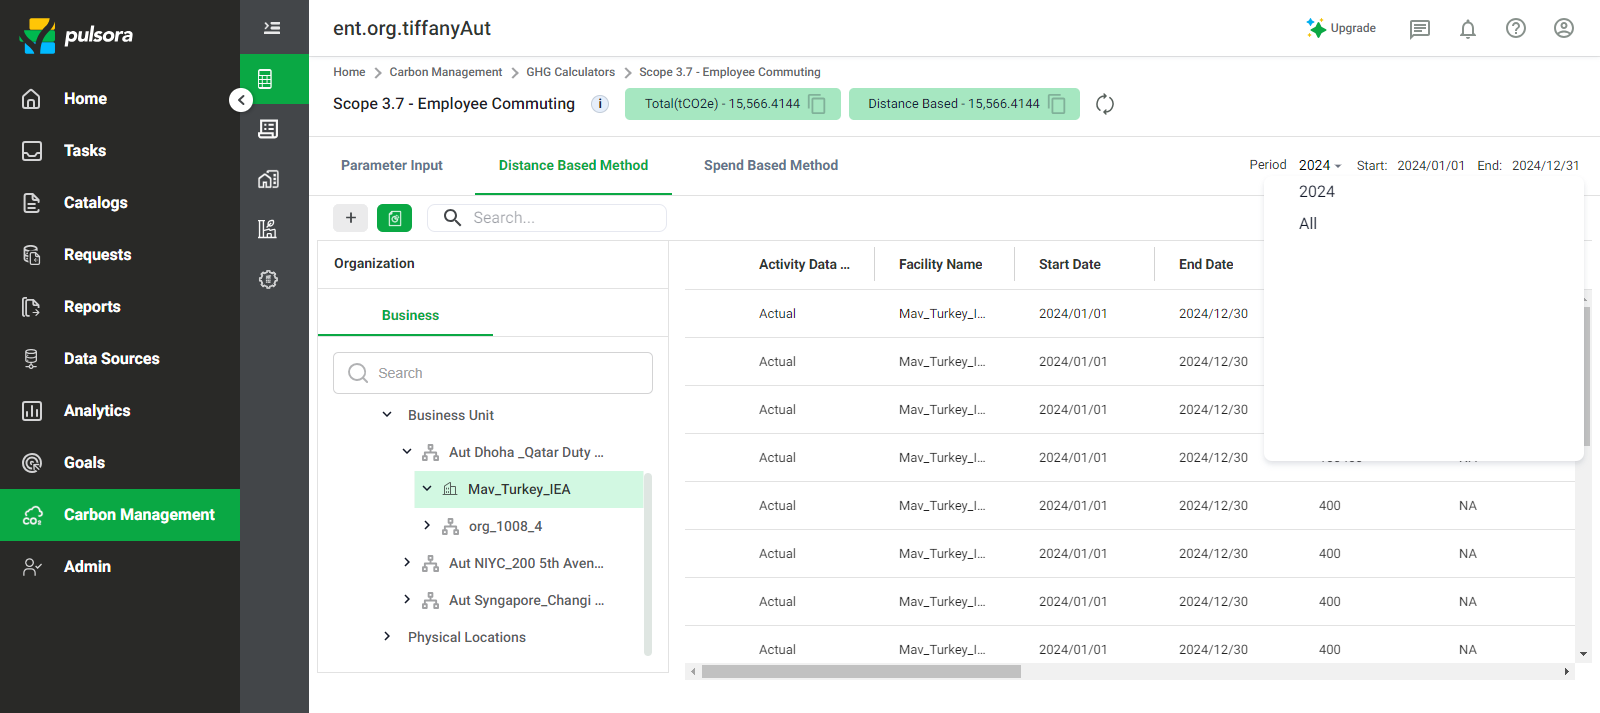 pulsora
Home
Tasks
Catalogs
Requests
Reports
Data Sources
Analytics
Goals
Carbon Management
Admin
ent.org.tiffanyAut
Upgrade
Home > Carbon Management > GHG Calculators > Scope 3.7 - Employee Commuting
Scope 3.7 - Employee Commuting
Total(tCO2e) - 15,566.4144
Distance Based - 15,566.4144
Parameter Input
Distance Based Method
Spend Based Method
Period 2024 Start: 2024/01/01 End: 2024/12/31
2024
All
Search...
Organization
Business
Search
Business Unit
Aut Dhoha _Qatar Duty ...
Mav_Turkey_IEA
org_1008_4
Aut NIYC_200 5th Aven...
Aut Syngapore_Changi ...
Physical Locations
Activity Data ... Facility Name Start Date End Date
Actual Mav_Turkey_I... 2024/01/01 2024/12/30
Actual Mav_Turkey_I... 2024/01/01 2024/12/30
Actual Mav_Turkey_I... 2024/01/01 2024/12/30
Actual Mav_Turkey_I... 2024/01/01 2024/12/30
Actual Mav_Turkey_I... 2024/01/01 2024/12/30 400 NA
Actual Mav_Turkey_I... 2024/01/01 2024/12/30 400 NA
Actual Mav_Turkey_I... 2024/01/01 2024/12/30 400 NA
Actual Mav_Turkey_I... 2024/01/01 2024/12/30 400 NA